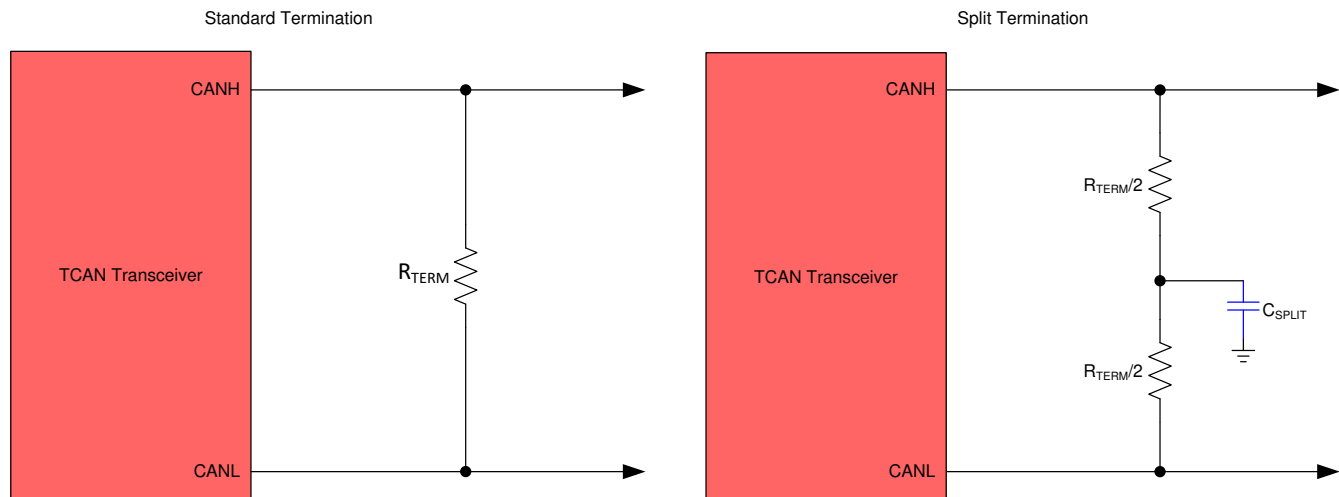 Standard Termination
CANH
TCAN Transceiver
RTERM
CANL
Split Termination
CANH
RTERM/2
TCAN Transceiver
CSPLIT
RTERM/2
CANL